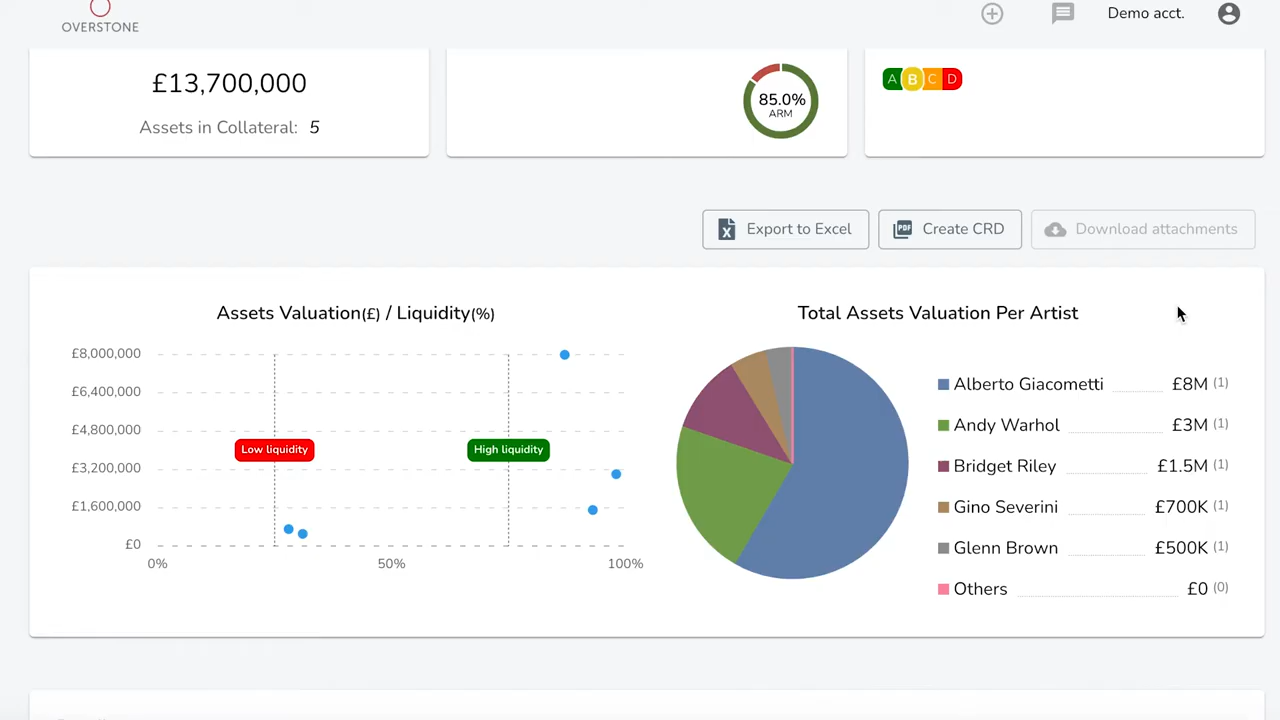 OVERSTONE
Demo acct.
£13,700,000
Assets in Collateral: 5
85.0%
ARM
A B C D
Export to Excel
Create CRD
Download attachments
Assets Valuation(£) / Liquidity(%)
£8,000,000
£6,400,000
£4,800,000
£3,200,000
£1,600,000
£0
Low liquidity
High liquidity
0%
50%
100%
Total Assets Valuation Per Artist
Alberto Giacometti £8M (1)
Andy Warhol £3M (1)
Bridget Riley £1.5M (1)
Gino Severini £700K (1)
Glenn Brown £500K (1)
Others £0 (0)